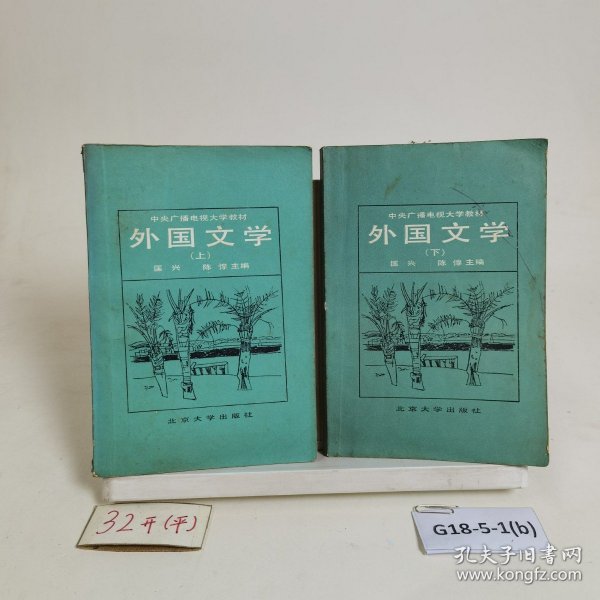 中央广播电视大学教材
外国文学
（上）
匡兴 陈惇主编
北京大学出版社
中央广播电视大学教材
外国文学
（下）
匡兴 陈惇主编
北京大学出版社
32开(平)
G18-5-1(b)
孔夫子旧书网
www.kongfz.com